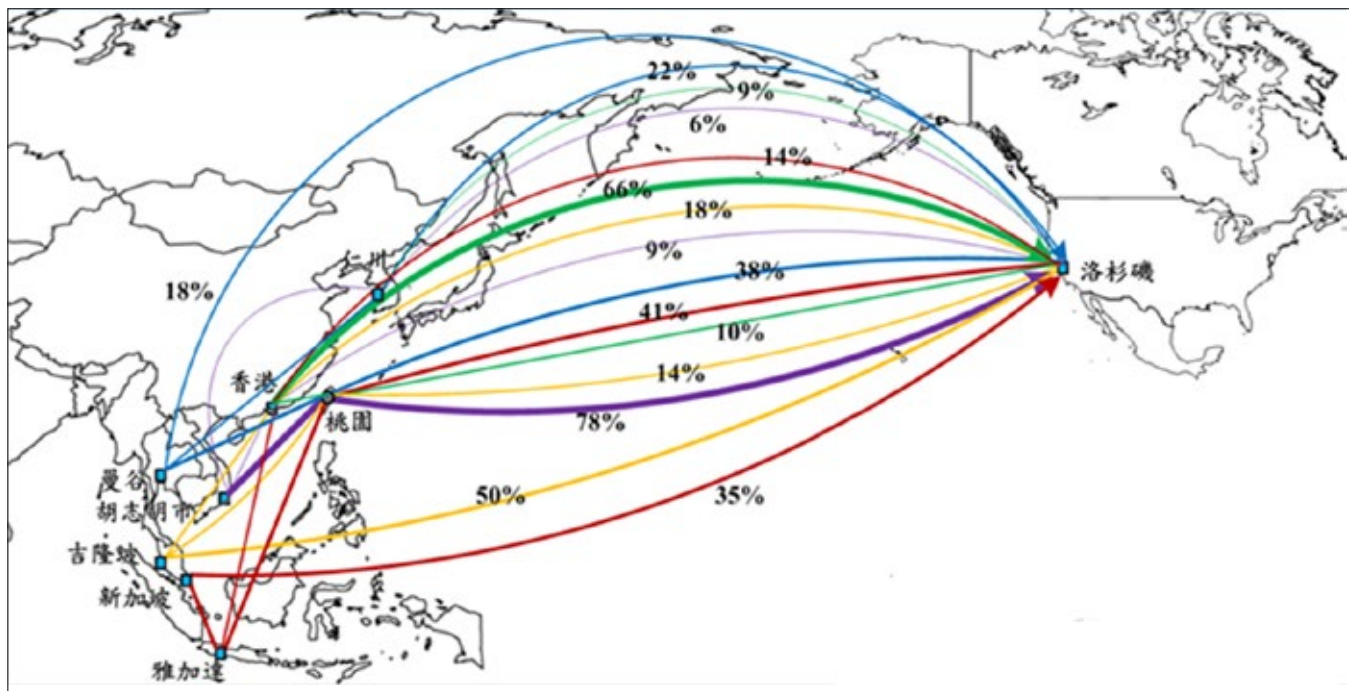 22%
9%
6%
14%
66%
18%
9%
仁川
38%
洛杉磯
18%
41%
10%
14%
香港
桃園
78%
曼谷
胡志明市
50%
35%
吉隆坡
新加坡
雅加達